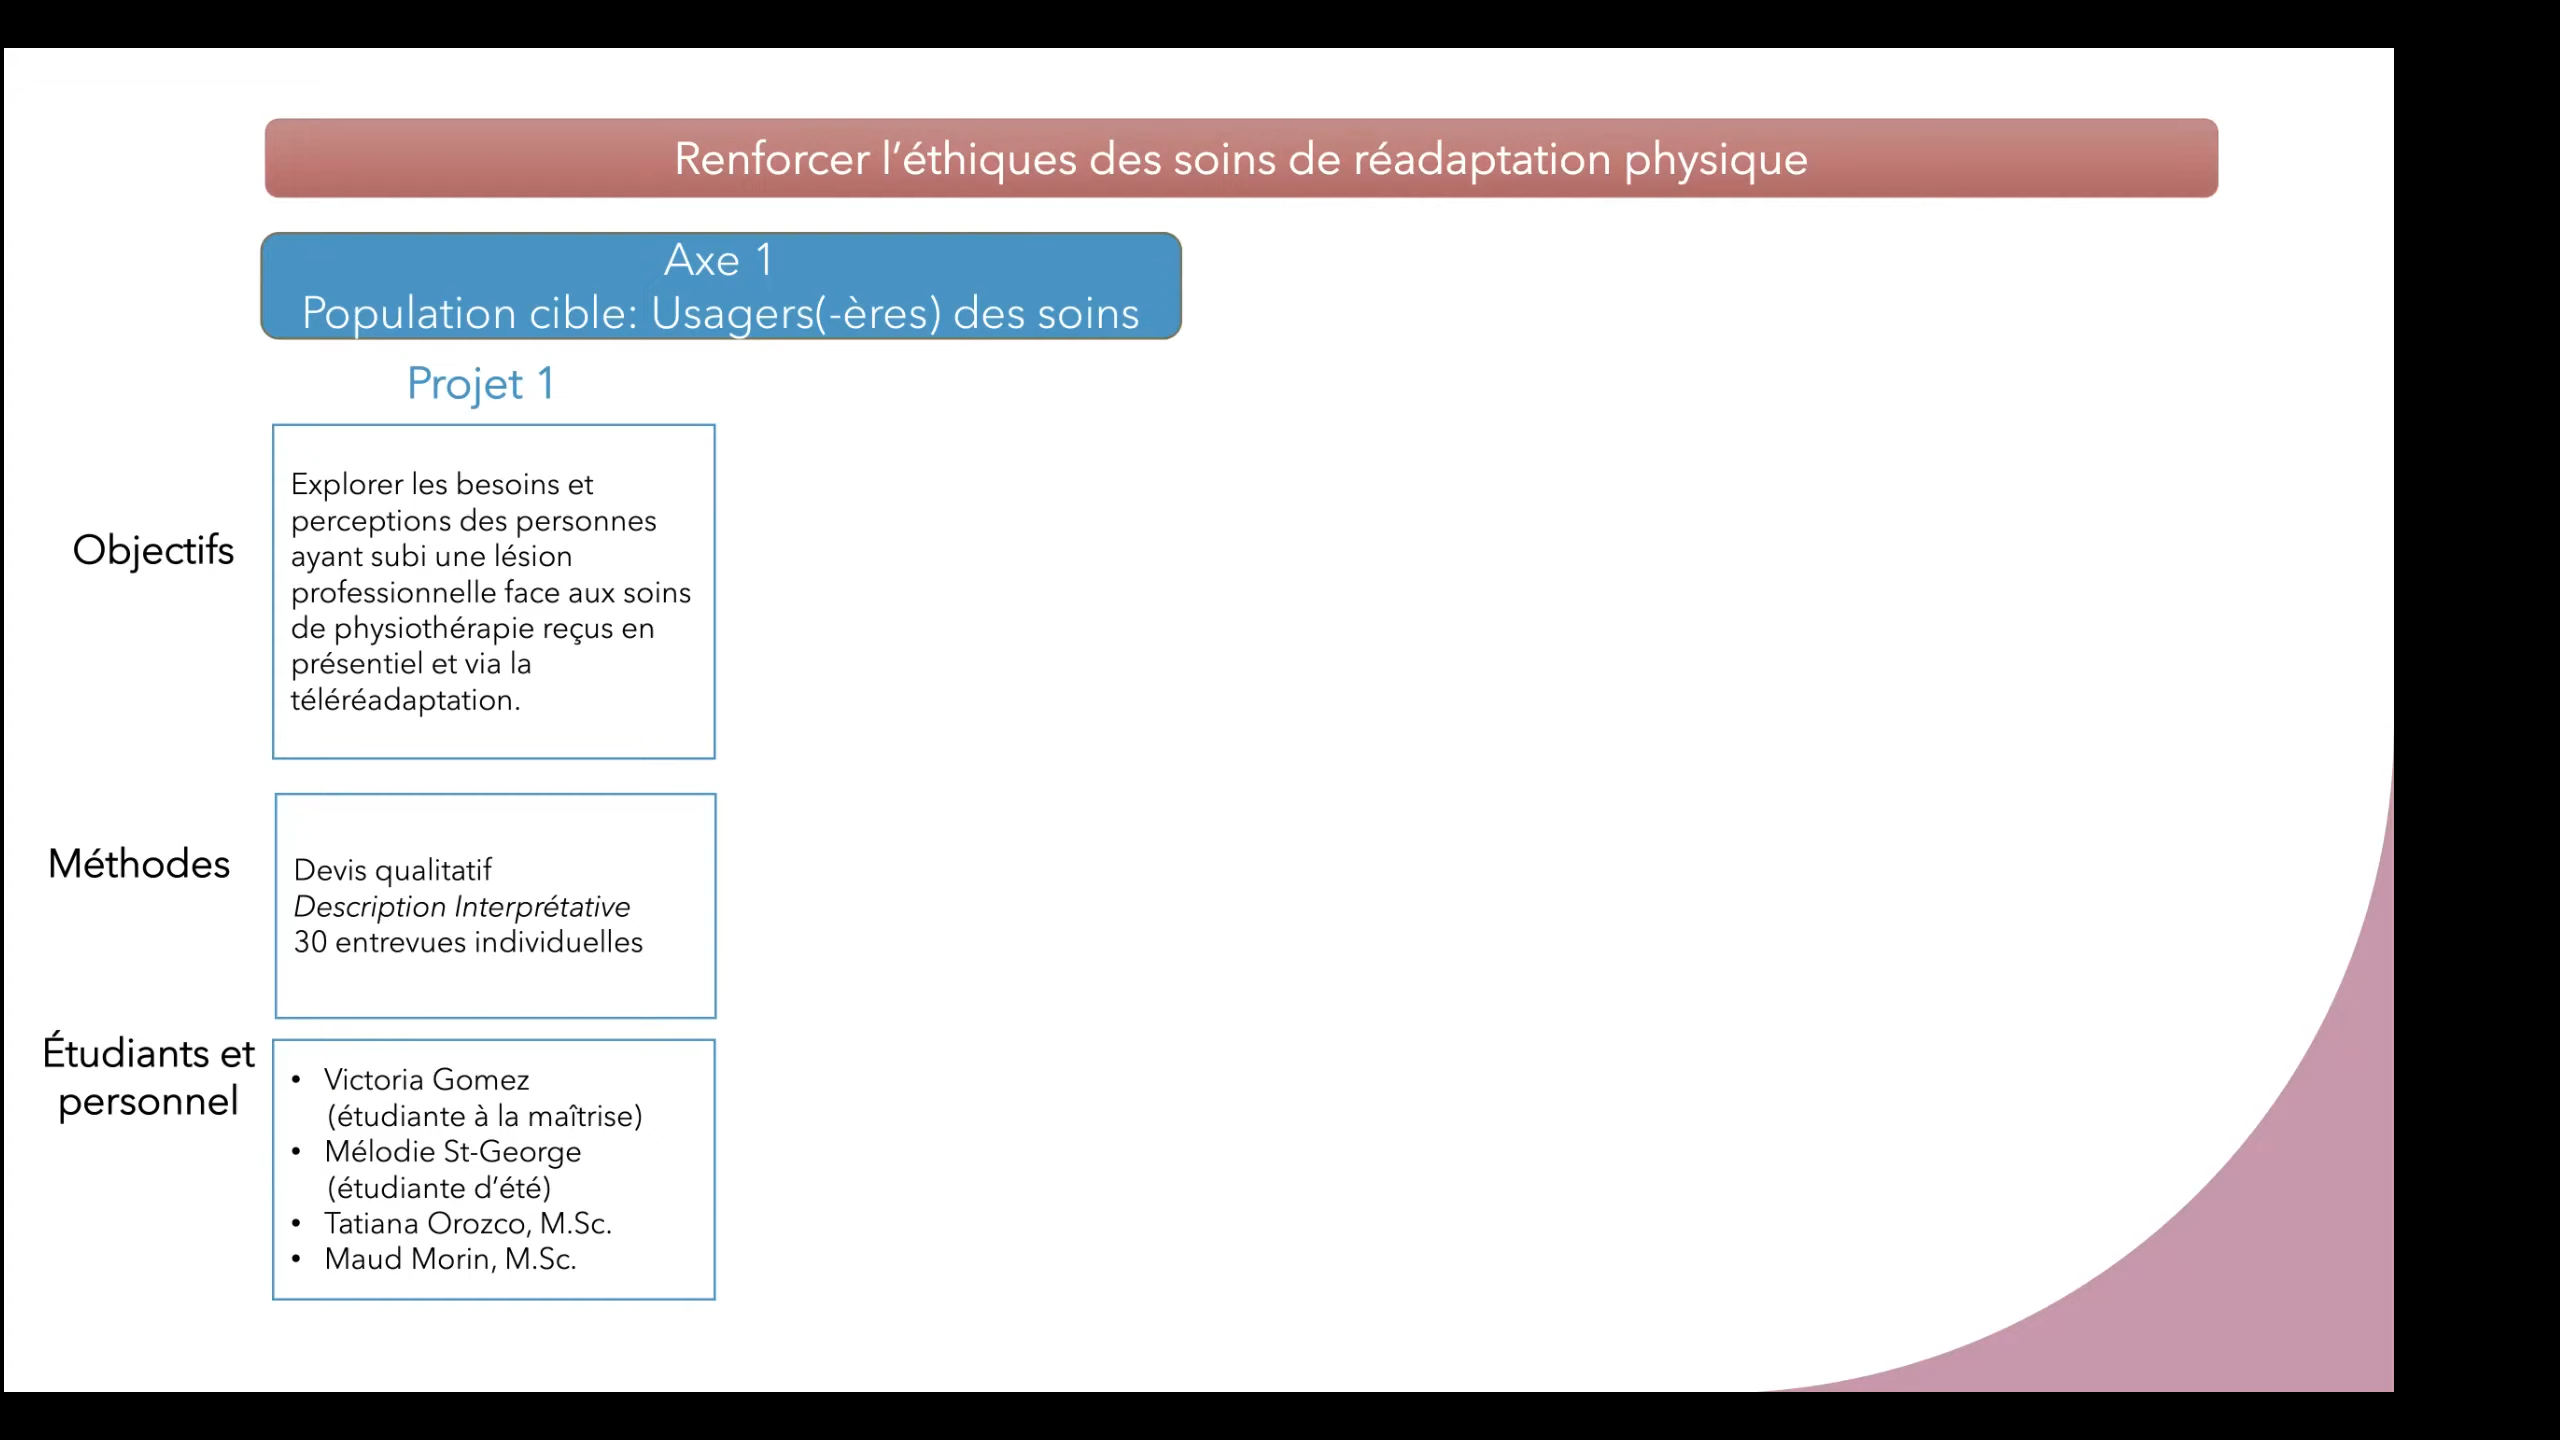 Renforcer l’éthiques des soins de réadaptation physique
Axe 1
Population cible: Usagers(-ères) des soins
Projet 1
Objectifs
Explorer les besoins et
perceptions des personnes
ayant subi une lésion
professionnelle face aux soins
de physiothérapie reçus en
présentiel et via la
téléréadaptation.
Méthodes
Devis qualitatif
Description Interprétative
30 entrevues individuelles
Étudiants et
personnel
• Victoria Gomez
(étudiante à la maîtrise)
• Mélodie St-George
(étudiante d’été)
• Tatiana Orozco, M.Sc.
• Maud Morin, M.Sc.